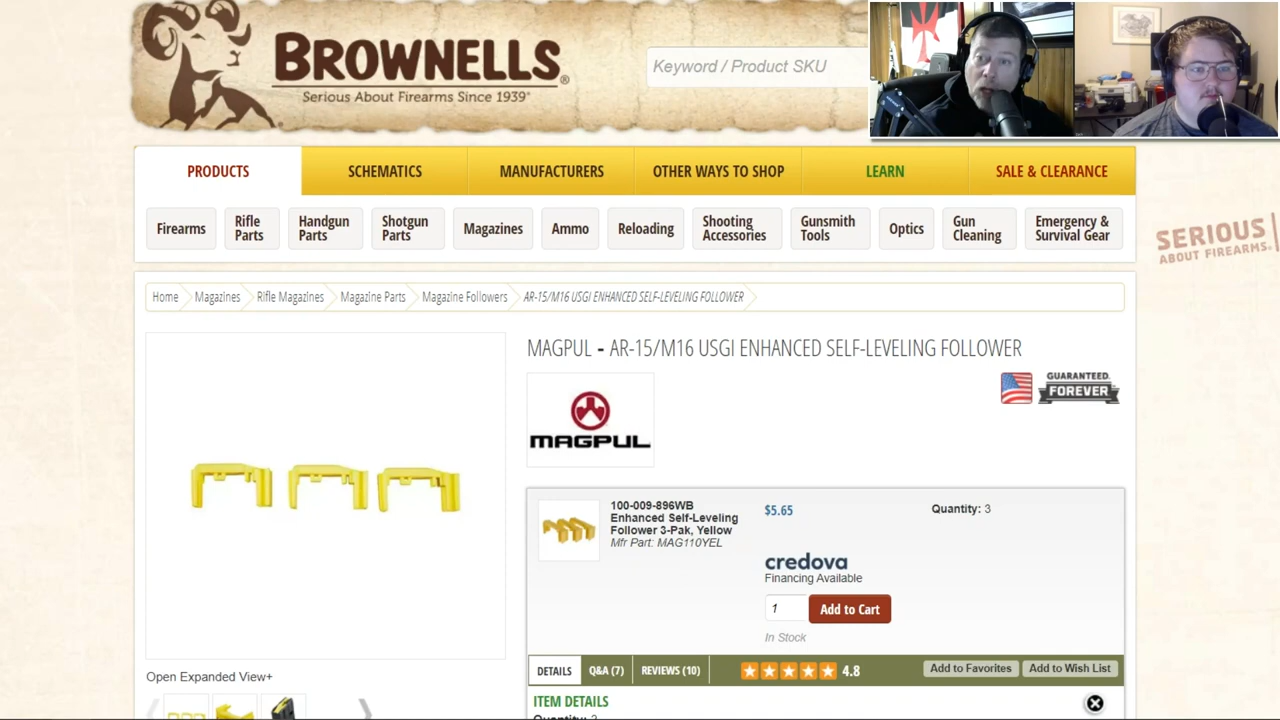 BROWNELLS®
Serious About Firearms Since 1939®
Keyword / Product SKU
PRODUCTS
SCHEMATICS
MANUFACTURERS
OTHER WAYS TO SHOP
LEARN
SALE & CLEARANCE
Firearms
Rifle
Parts
Handgun
Parts
Shotgun
Parts
Magazines
Ammo
Reloading
Shooting
Accessories
Gunsmith
Tools
Optics
Gun
Cleaning
Emergency &
Survival Gear
SERIOUS
ABOUT FIREARMS.
Home
Magazines
Rifle Magazines
Magazine Parts
Magazine Followers
AR-15/M16 USGI ENHANCED SELF-LEVELING FOLLOWER
MAGPUL - AR-15/M16 USGI ENHANCED SELF-LEVELING FOLLOWER
MAGPUL
GUARANTEED.
FOREVER
100-009-896WB
Enhanced Self-Leveling
Follower 3-Pak, Yellow
Mfr Part: MAG110YEL
$5.65
Quantity: 3
credova
Financing Available
1
Add to Cart
In Stock
Open Expanded View+
DETAILS
Q&A (7)
REVIEWS (10)
4.8
Add to Favorites
Add to Wish List
ITEM DETAILS
Quantity: 3